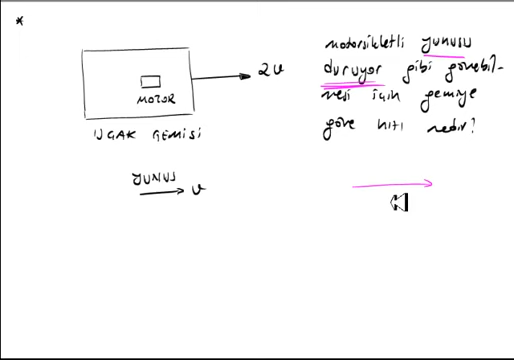 *
motorsikletli yunusu
duruyor gibi görebil-
mesi için gemiye
göre hızı nedir?
2v
MOTOR
UÇAK GEMİSİ
YUNUS
v